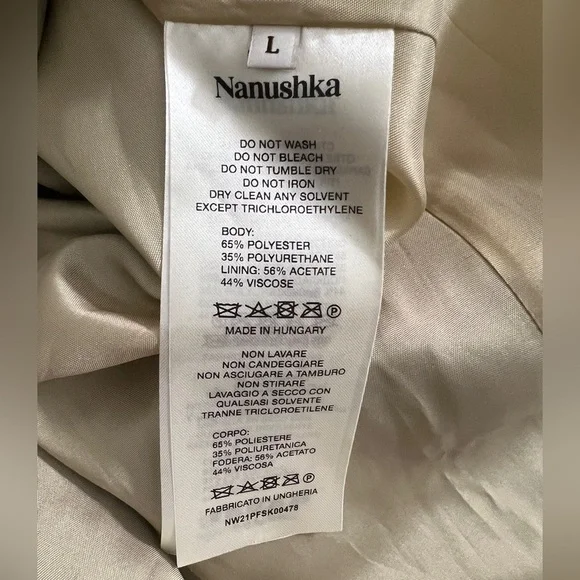 L
Nanushka
DO NOT WASH
DO NOT BLEACH
DO NOT TUMBLE DRY
DO NOT IRON
DRY CLEAN ANY SOLVENT
EXCEPT TRICHLOROETHYLENE
BODY:
65% POLYESTER
35% POLYURETHANE
LINING: 56% ACETATE
44% VISCOSE
P
MADE IN HUNGARY
NON LAVARE
NON CANDEGGIARE
NON ASCIUGARE A TAMBURO
NON STIRARE
LAVAGGIO A SECCO CON
QUALSIASI SOLVENTE
TRANNE TRICLOROETILENE
CORPO:
65% POLIESTERE
35% POLIURETANICA
FODERA: 56% ACETATO
44% VISCOSA
P
FABBRICATO IN UNGHERIA
NW21PFSK00478